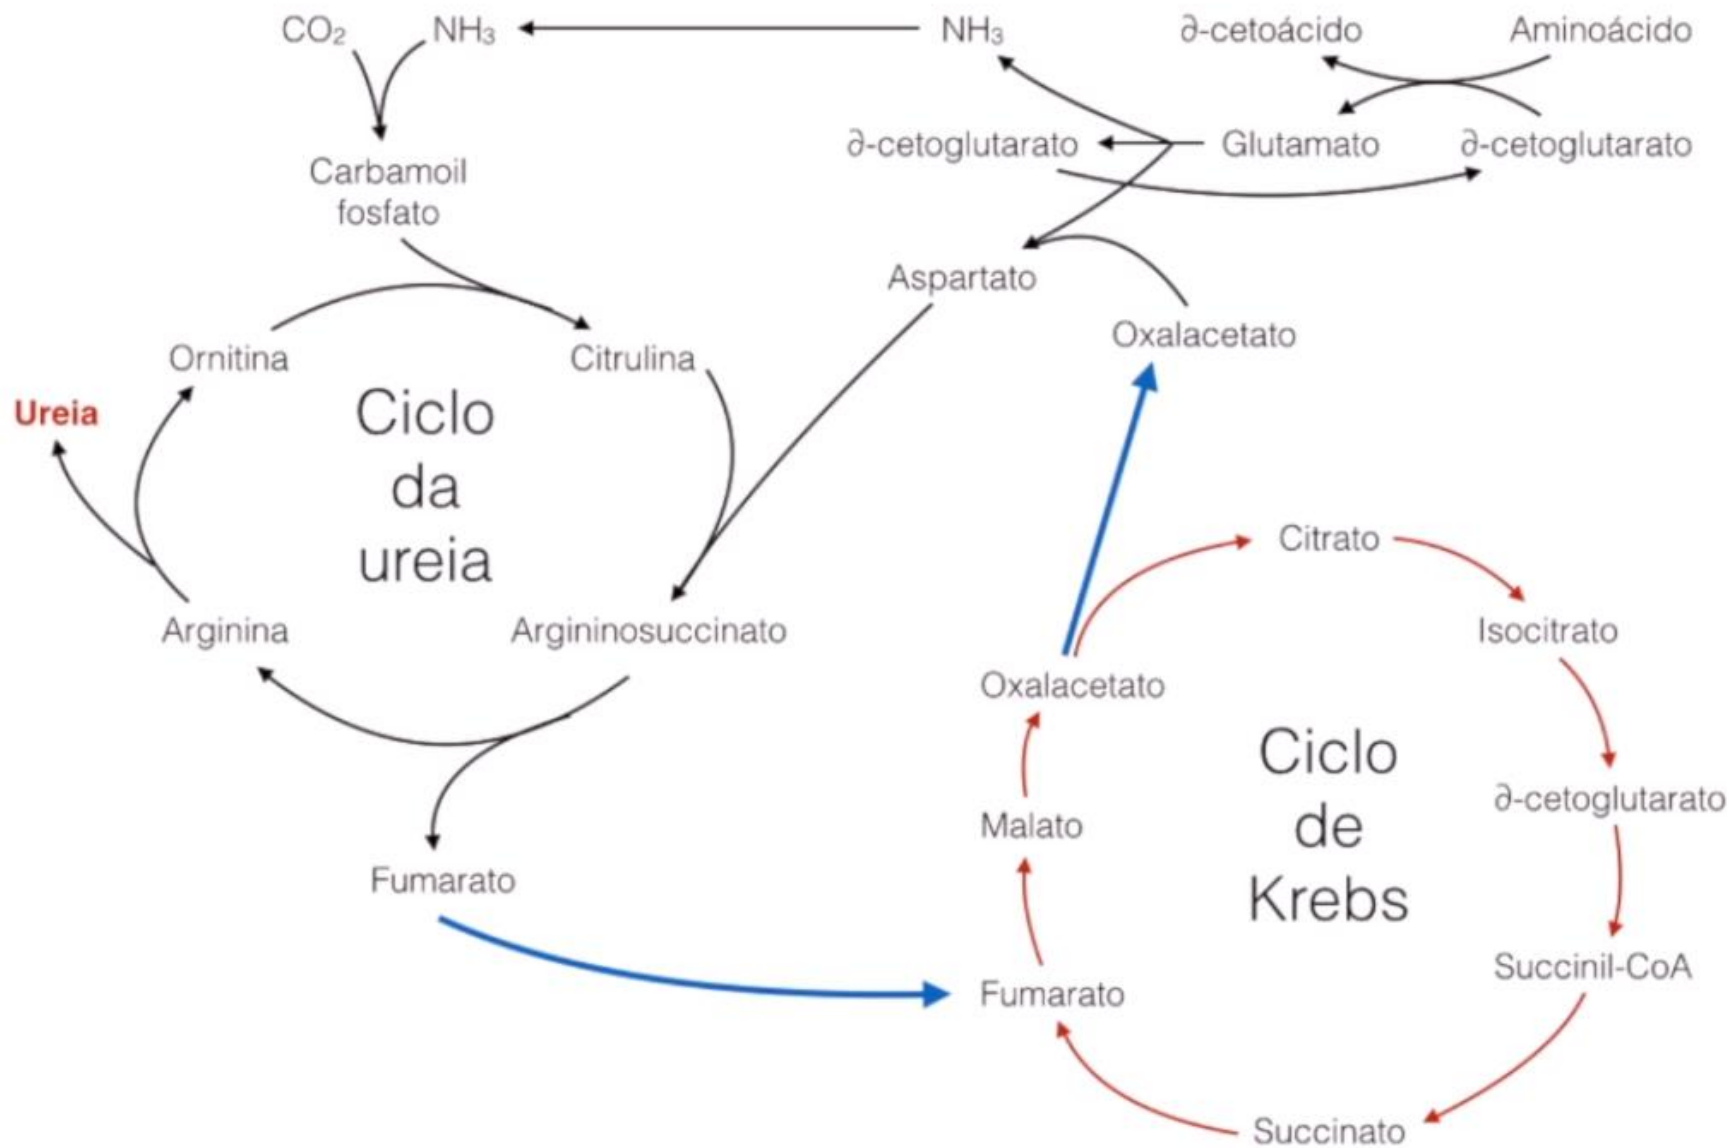 CO₂
NH₃
NH₃
∂-cetoácido
Aminoácido
∂-cetoglutarato
Glutamato
∂-cetoglutarato
Carbamoil
fosfato
Aspartato
Oxalacetato
Ornitina
Citrulina
Ureia
Ciclo
da
ureia
Arginina
Argininosuccinato
Fumarato
Citrato
Isocitrato
Oxalacetato
Ciclo
de
Krebs
∂-cetoglutarato
Malato
Succinil-CoA
Fumarato
Succinato